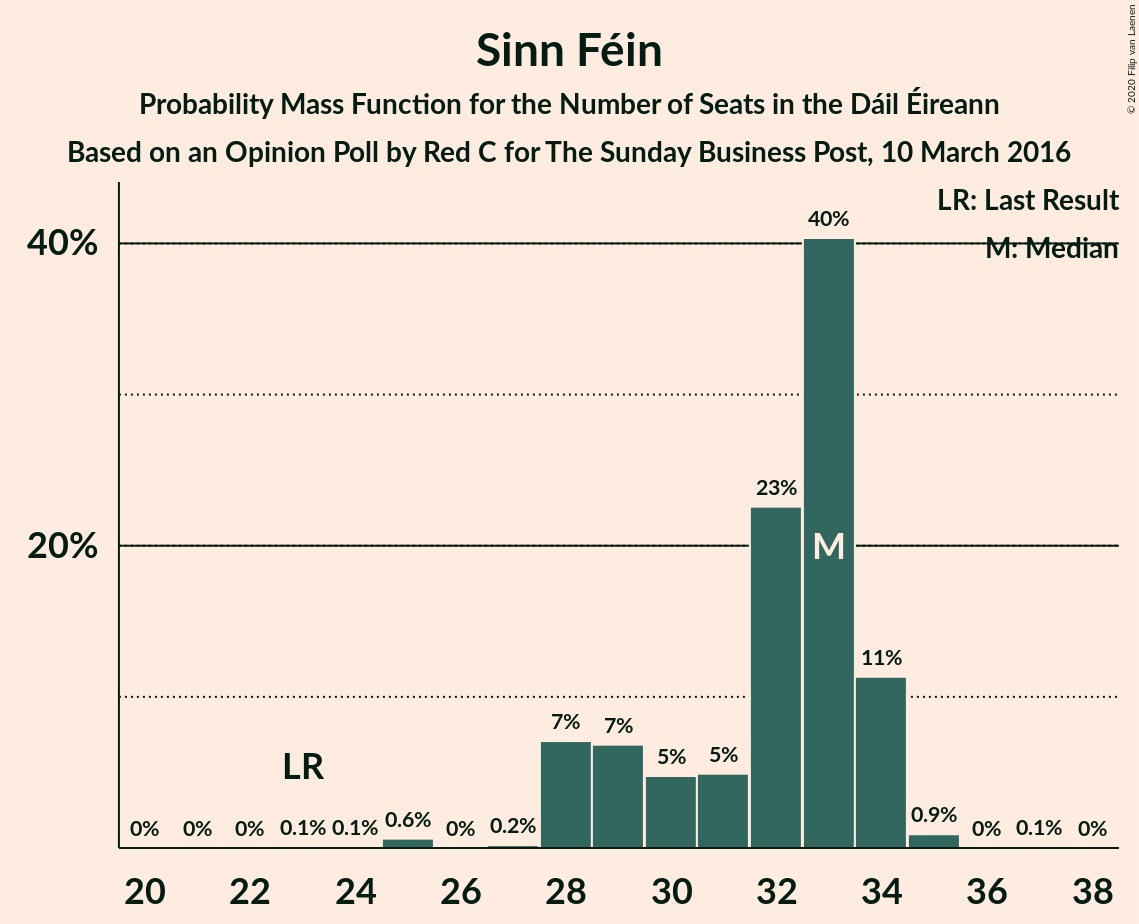 Sinn Féin
Probability Mass Function for the Number of Seats in the Dáil Éireann
Based on an Opinion Poll by Red C for The Sunday Business Post, 10 March 2016
© 2020 Filip van Laenen
LR: Last Result
M: Median
40%
20%
0% 0% 0% 0.1% 0.1% 0.6% 0% 0.2% 7% 7% 5% 5% 23% 40% 11% 0.9% 0% 0.1% 0%
LR
M
20 22 24 26 28 30 32 34 36 38